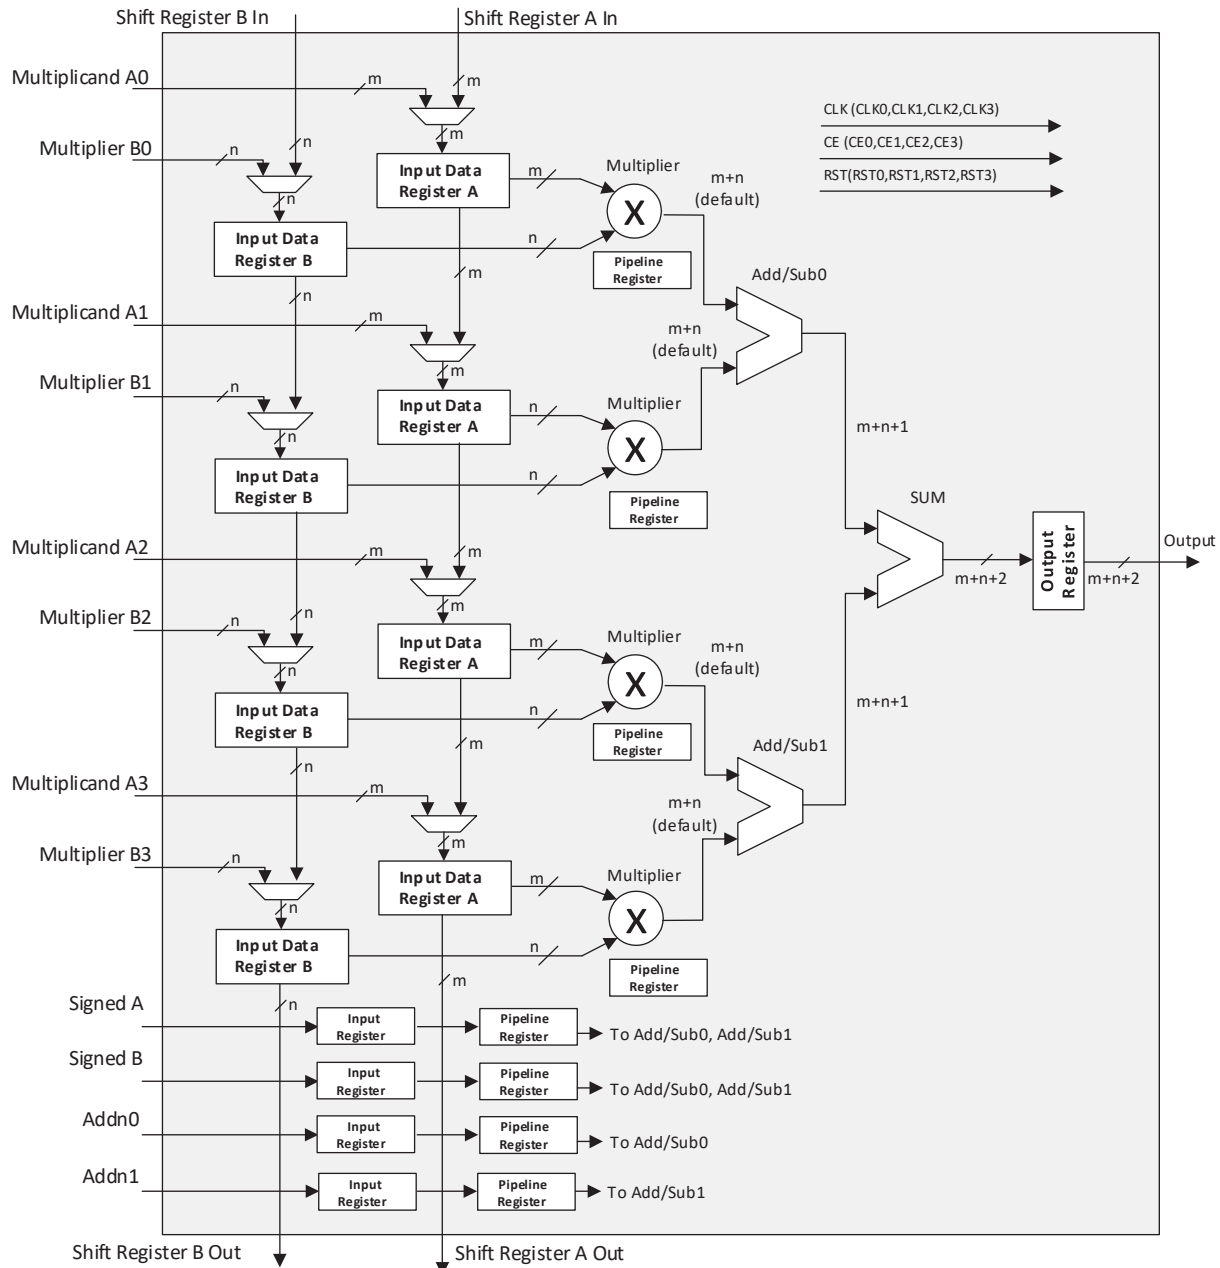 Shift Register B In
Shift Register A In
Multiplicand A0
m
m
CLK (CLK0,CLK1,CLK2,CLK3)
CE (CE0,CE1,CE2,CE3)
RST(RST0,RST1,RST2,RST3)
m
Multiplier B0
n
n
n
Input Data
Register A
m
Multiplier
X
m+n
(default)
Input Data
Register B
n
Pipeline
Register
m
n
Add/Sub0
Multiplicand A1
m
m+n
(default)
m
Multiplier B1
n
n
Input Data
Register A
n
Multiplier
X
m+n+1
Input Data
Register B
n
Pipeline
Register
SUM
Multiplicand A2
m
m
m
m+n+2
Output
Register
m+n+2
Output
Multiplier B2
n
n
n
Input Data
Register A
m
Multiplier
X
m+n
(default)
Input Data
Register B
n
Pipeline
Register
m+n+1
m
n
Add/Sub1
Multiplicand A3
m
m+n
(default)
m
Multiplier B3
n
n
Input Data
Register A
m
Multiplier
X
Input Data
Register B
n
Pipeline
Register
m
n
Signed A
Input
Register
Pipeline
Register
To Add/Sub0, Add/Sub1
Signed B
Input
Register
Pipeline
Register
To Add/Sub0, Add/Sub1
Addn0
Input
Register
Pipeline
Register
To Add/Sub0
Addn1
Input
Register
Pipeline
Register
To Add/Sub1
Shift Register B Out
Shift Register A Out